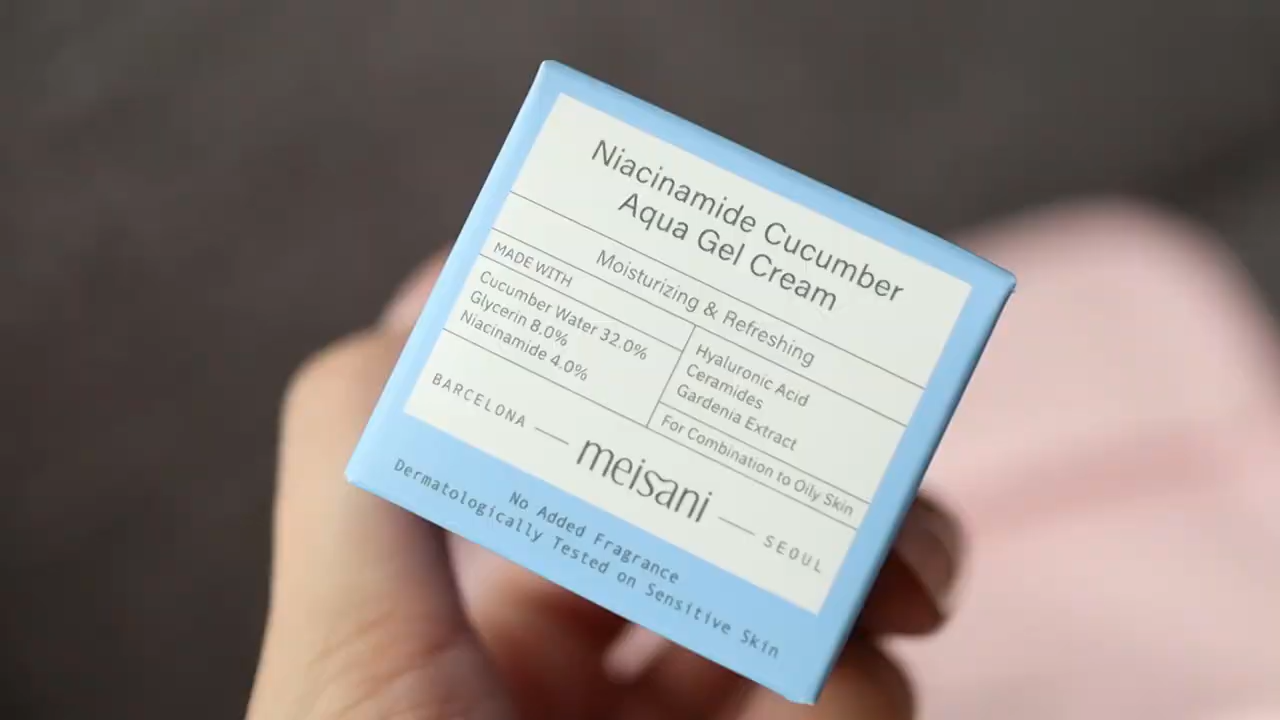 Niacinamide Cucumber
Aqua Gel Cream
Moisturizing & Refreshing
MADE WITH
Cucumber Water 32.0%
Glycerin 8.0%
Niacinamide 4.0%
Hyaluronic Acid
Ceramides
Gardenia Extract
For Combination to Oily Skin
BARCELONA — meisani — SEOUL
No Added Fragrance
Dermatologically Tested on Sensitive Skin